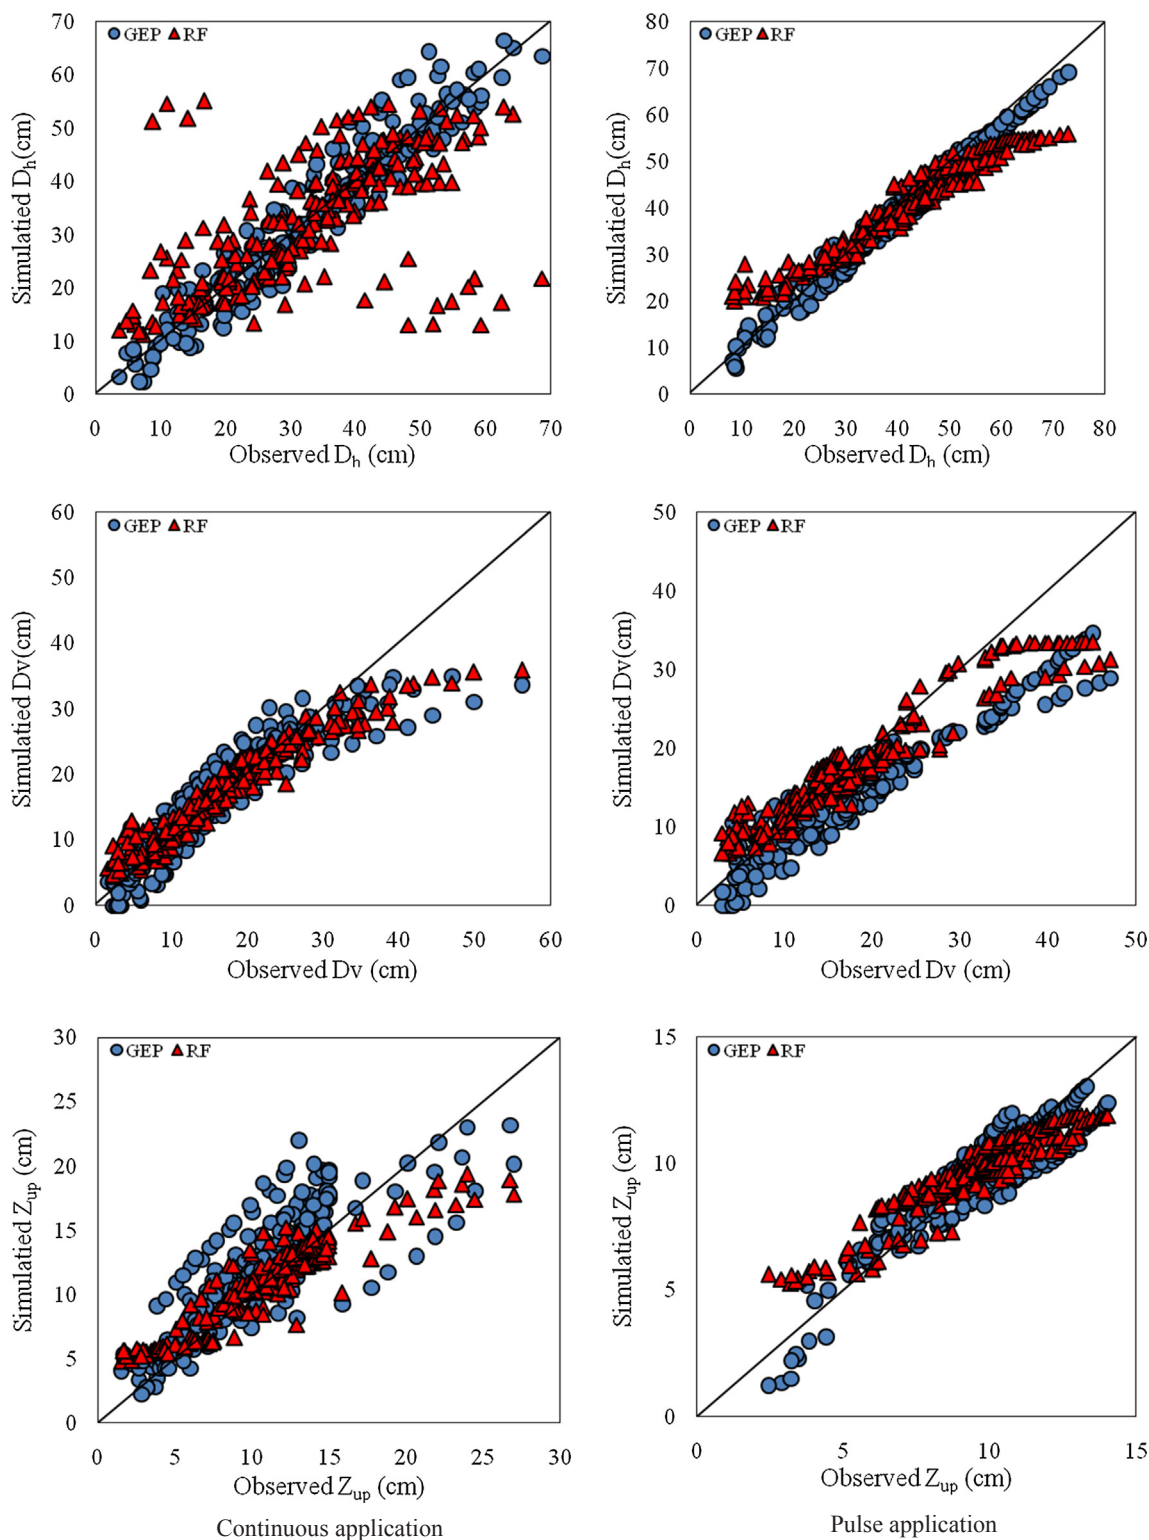 GEP RF
Simulatied Dh(cm)
70
60
50
40
30
20
10
0
0 10 20 30 40 50 60 70
Observed Dh (cm)
GEP RF
Simulatied Dh(cm)
80
70
60
50
40
30
20
10
0
0 10 20 30 40 50 60 70 80
Observed Dh (cm)
GEP RF
Simulatied Dv(cm)
60
50
40
30
20
10
0
0 10 20 30 40 50 60
Observed Dv (cm)
GEP RF
Simulatied Dv(cm)
50
40
30
20
10
0
0 10 20 30 40 50
Observed Dv (cm)
GEP RF
Simulatied Zup (cm)
30
25
20
15
10
5
0
0 5 10 15 20 25 30
Observed Zup (cm)
Continuous application
GEP RF
Simulatied Zup (cm)
15
10
5
0
0 5 10 15
Observed Zup (cm)
Pulse application